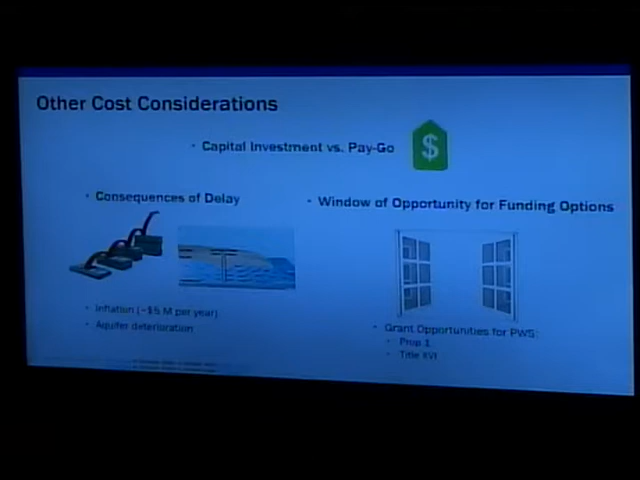 Other Cost Considerations
• Capital Investment vs. Pay-Go
$
• Consequences of Delay
• Window of Opportunity for Funding Options
• Inflation (~$5 M per year)
• Aquifer deterioration
• Grant Opportunities for PWS:
• Prop 1
• Title XVI